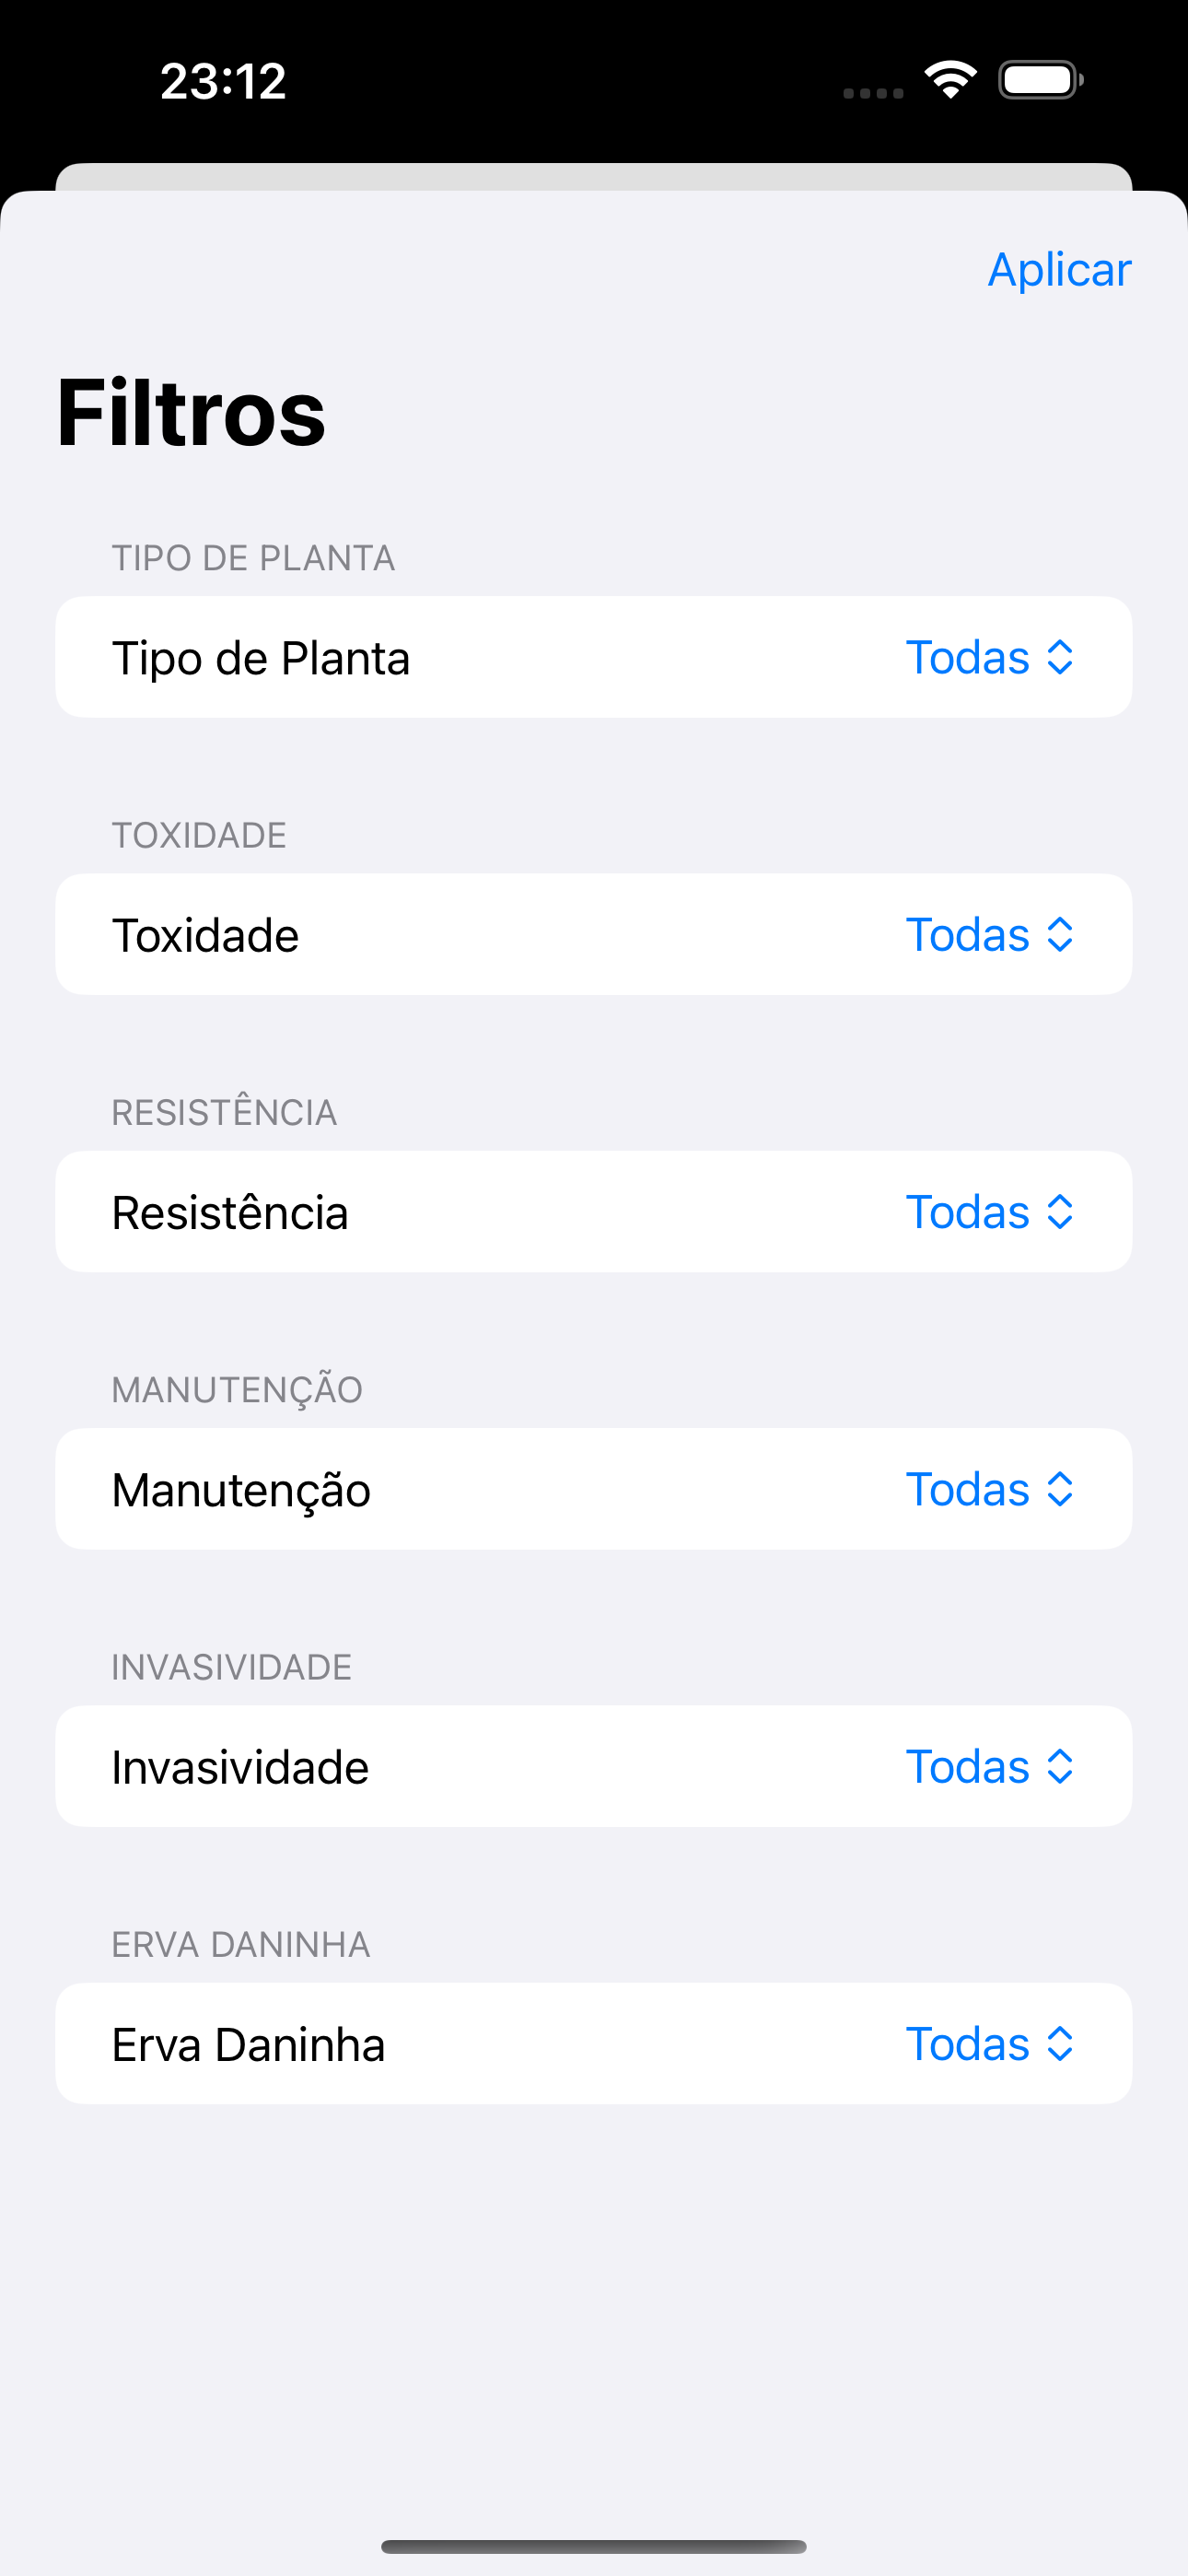 23:12
Aplicar
Filtros
TIPO DE PLANTA
Tipo de Planta Todas
TOXIDADE
Toxidade Todas
RESISTÊNCIA
Resistência Todas
MANUTENÇÃO
Manutenção Todas
INVASIVIDADE
Invasividade Todas
ERVA DANINHA
Erva Daninha Todas